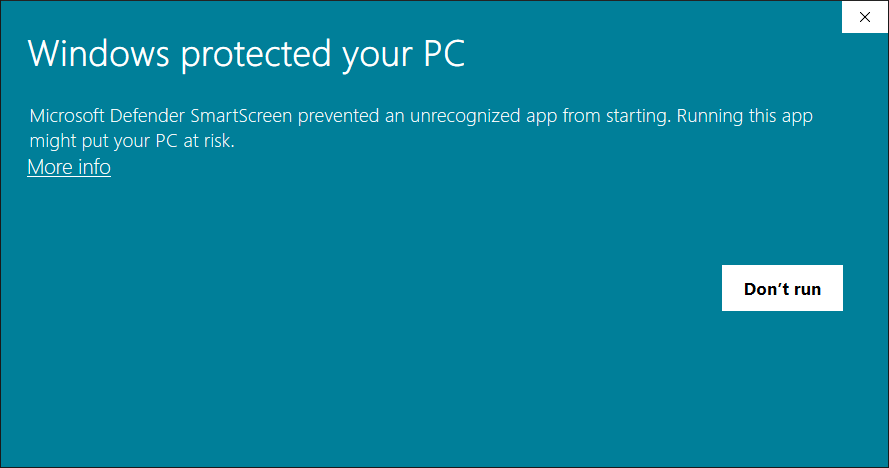 Windows protected your PC
Microsoft Defender SmartScreen prevented an unrecognized app from starting. Running this app
might put your PC at risk.
More info
Don’t run